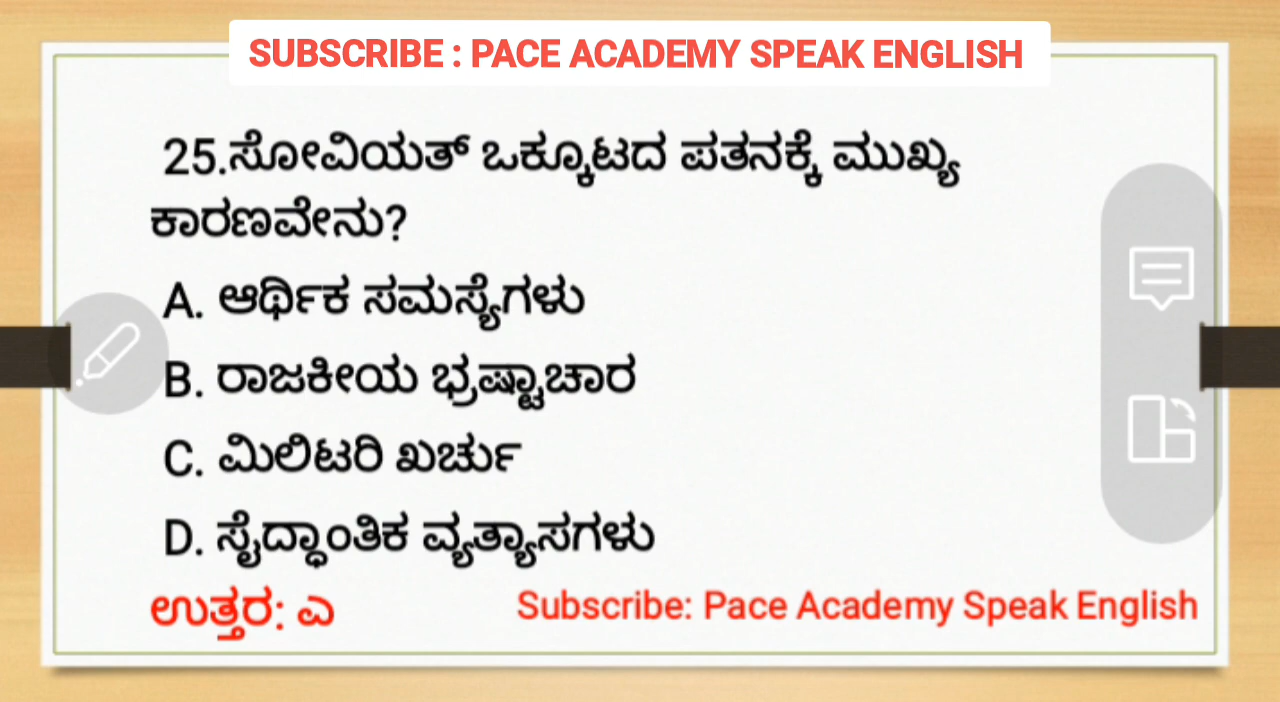 SUBSCRIBE : PACE ACADEMY SPEAK ENGLISH
25.ಸೋವಿಯತ್ ಒಕ್ಕೂಟದ ಪತನಕ್ಕೆ ಮುಖ್ಯ
ಕಾರಣವೇನು?
A. ಆರ್ಥಿಕ ಸಮಸ್ಯೆಗಳು
B. ರಾಜಕೀಯ ಭ್ರಷ್ಟಾಚಾರ
C. ಮಿಲಿಟರಿ ಖರ್ಚು
D. ಸೈದ್ಧಾಂತಿಕ ವ್ಯತ್ಯಾಸಗಳು
ಉತ್ತರ: ಎ
Subscribe: Pace Academy Speak English